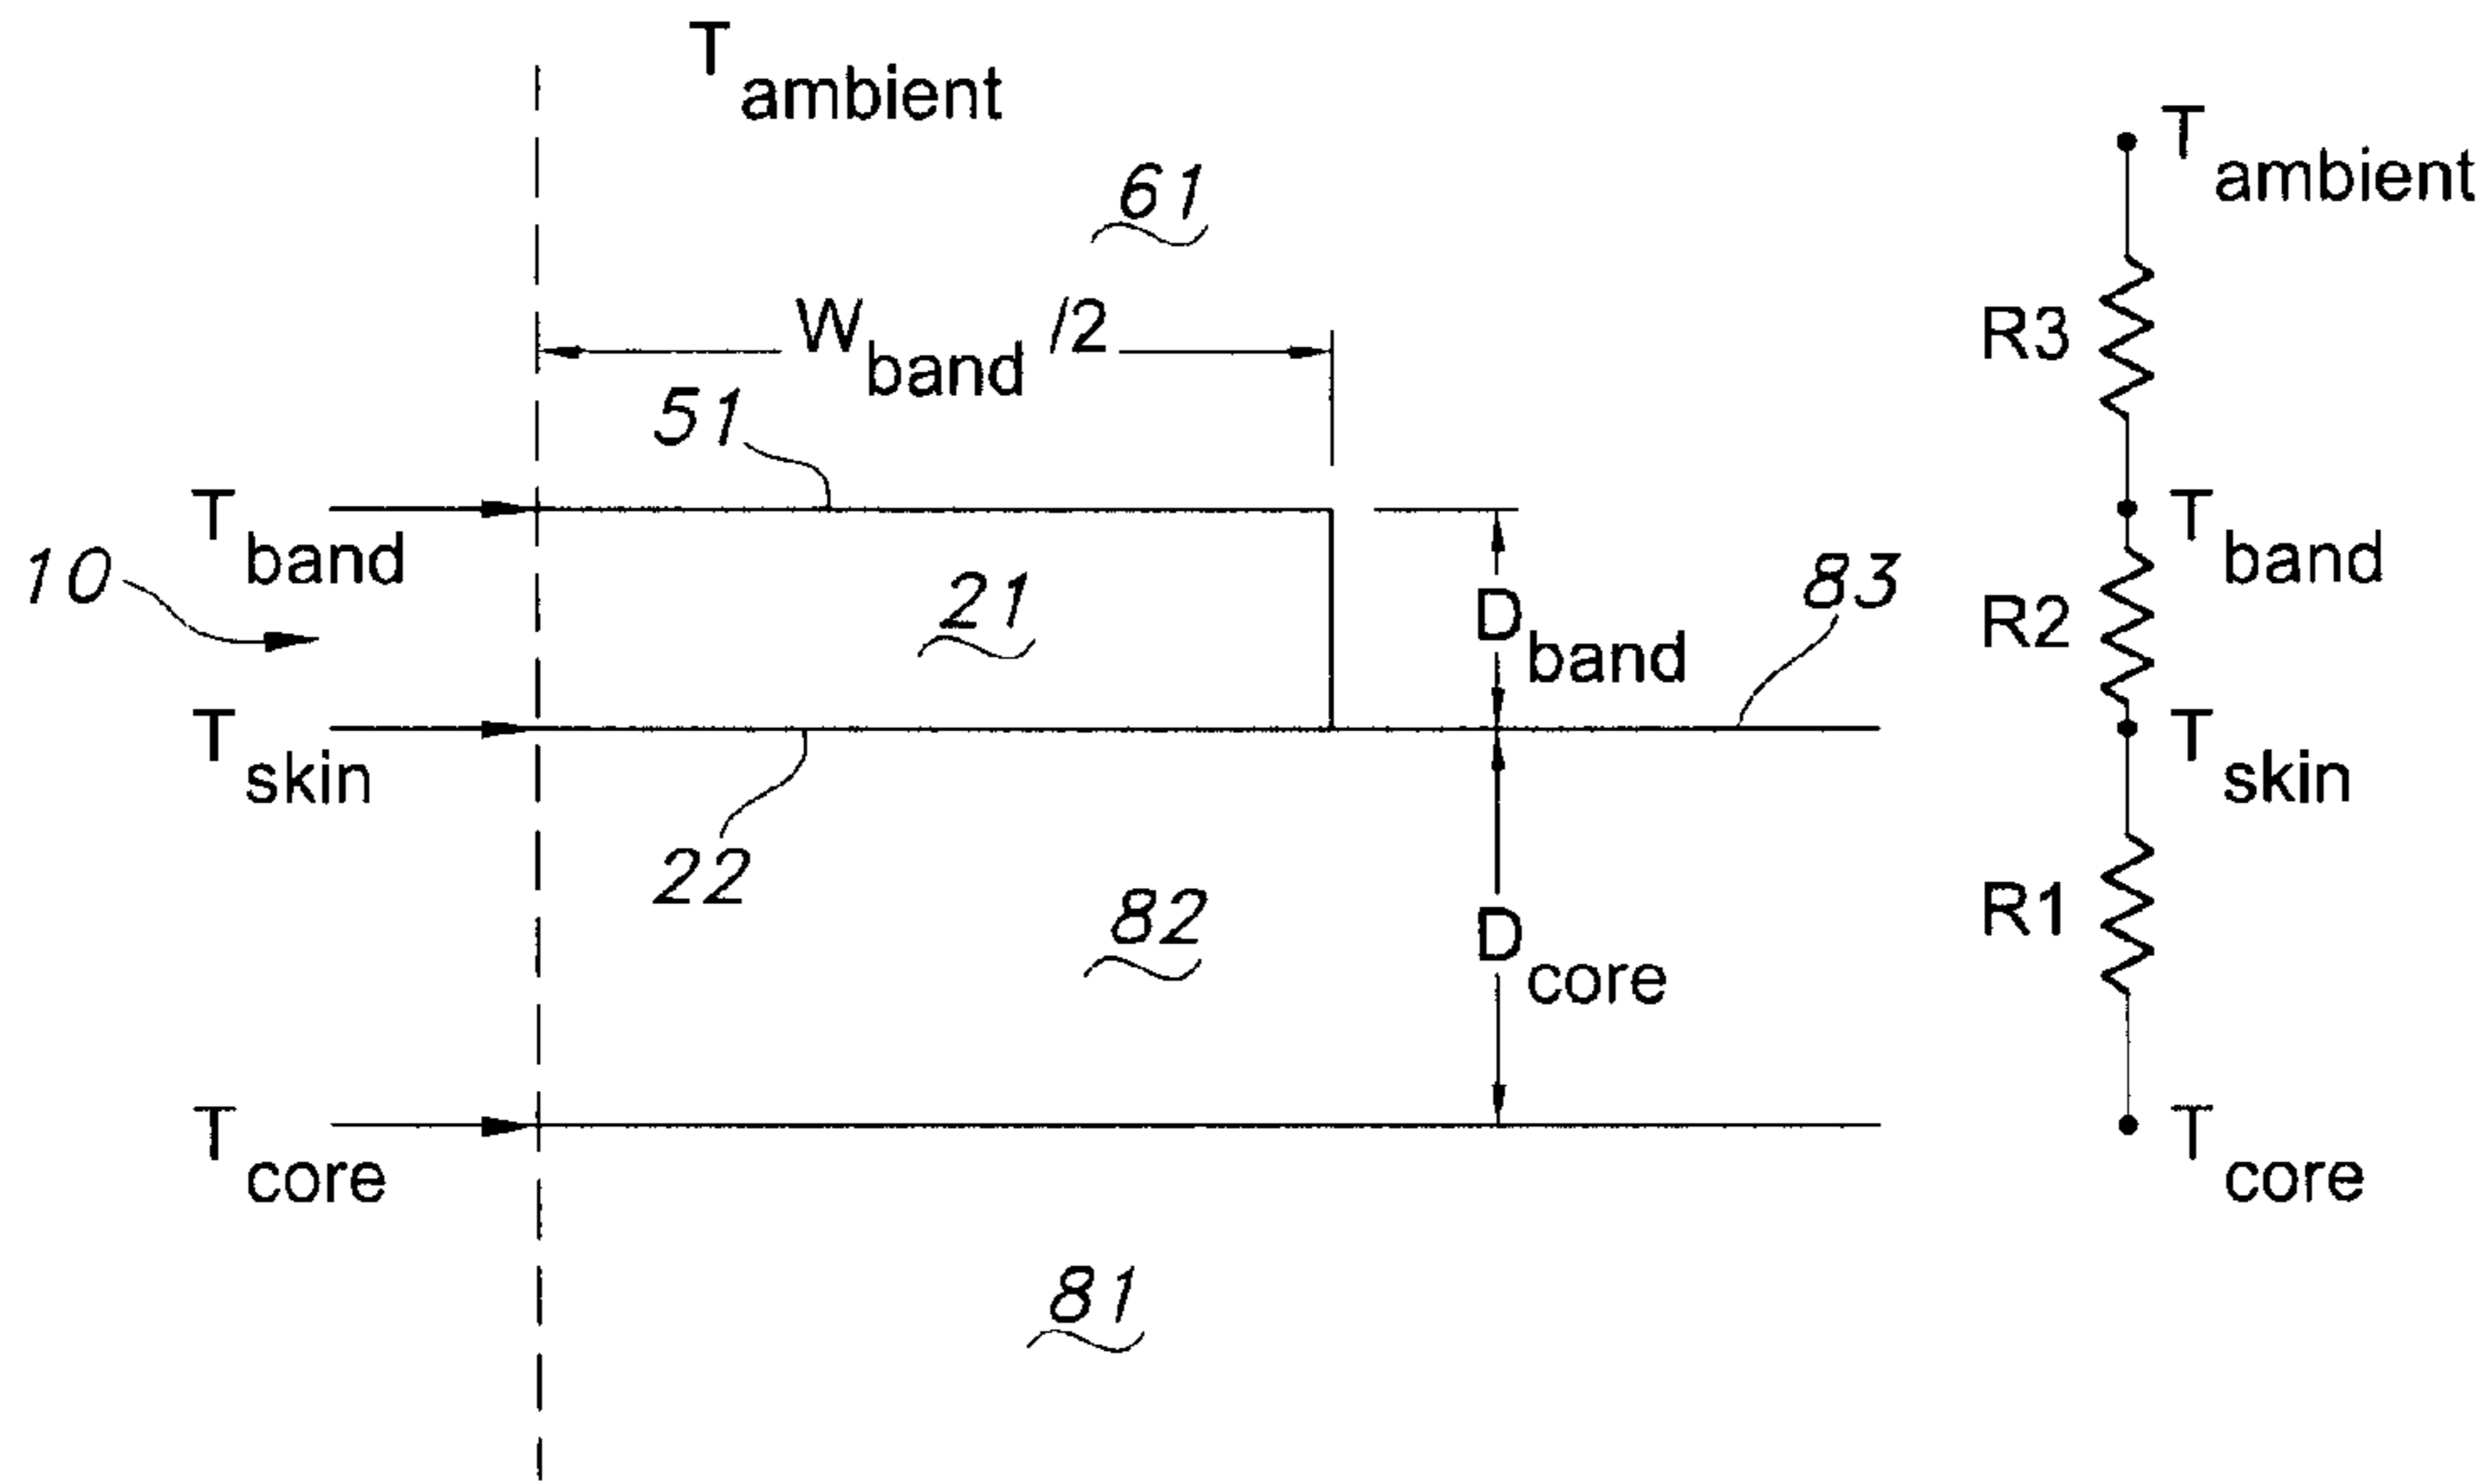 T ambient
61
W band /2
51
T band
10
21
D band
83
T skin
22
82
D core
T core
81
T ambient
R3
T band
R2
T skin
R1
T core